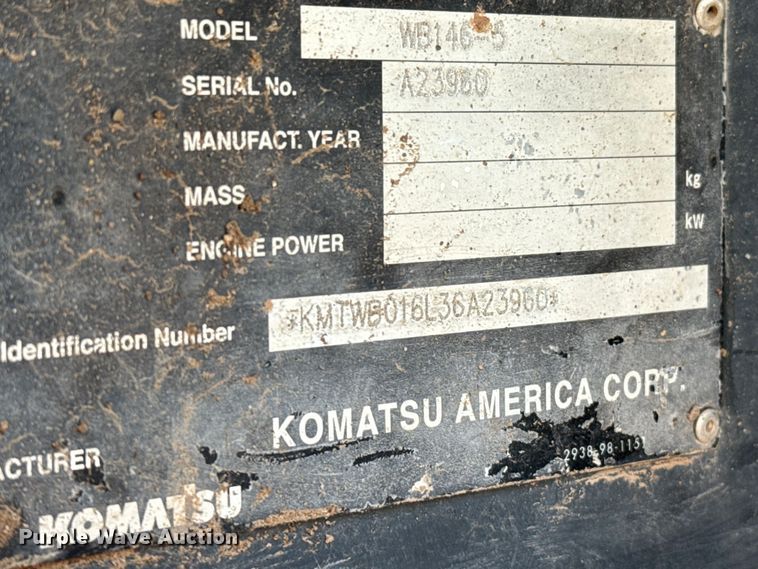 MODEL WB146-5
SERIAL No. A23960
MANUFACT. YEAR
MASS kg
ENGINE POWER kW
Identification Number *KMTWB016L36A23960*
KOMATSU AMERICA CORP.
2938-98-115
ACTURER
KOMATSU
Purple Wave Auction